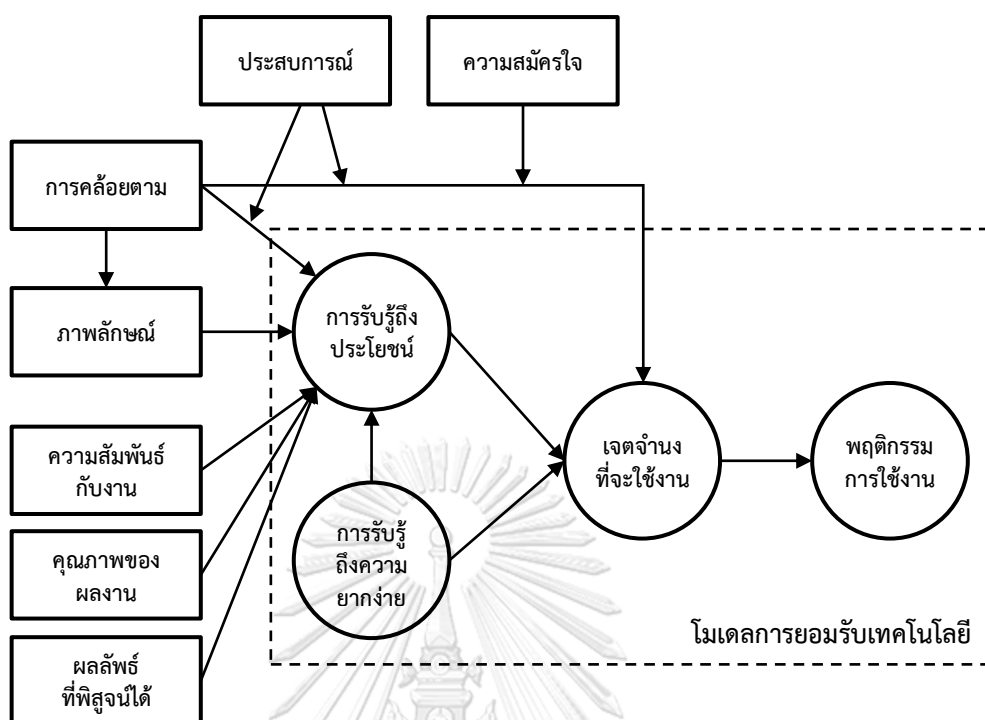 ประสบการณ์
ความสมัครใจ
การคล้อยตาม
ภาพลักษณ์
การรับรู้ถึง
ประโยชน์
ความสัมพันธ์
กับงาน
เจตจำนง
ที่จะใช้งาน
พฤติกรรม
การใช้งาน
การรับรู้
ถึงความ
ยากง่าย
คุณภาพของ
ผลงาน
โมเดลการยอมรับเทคโนโลยี
ผลลัพธ์
ที่พิสูจน์ได้